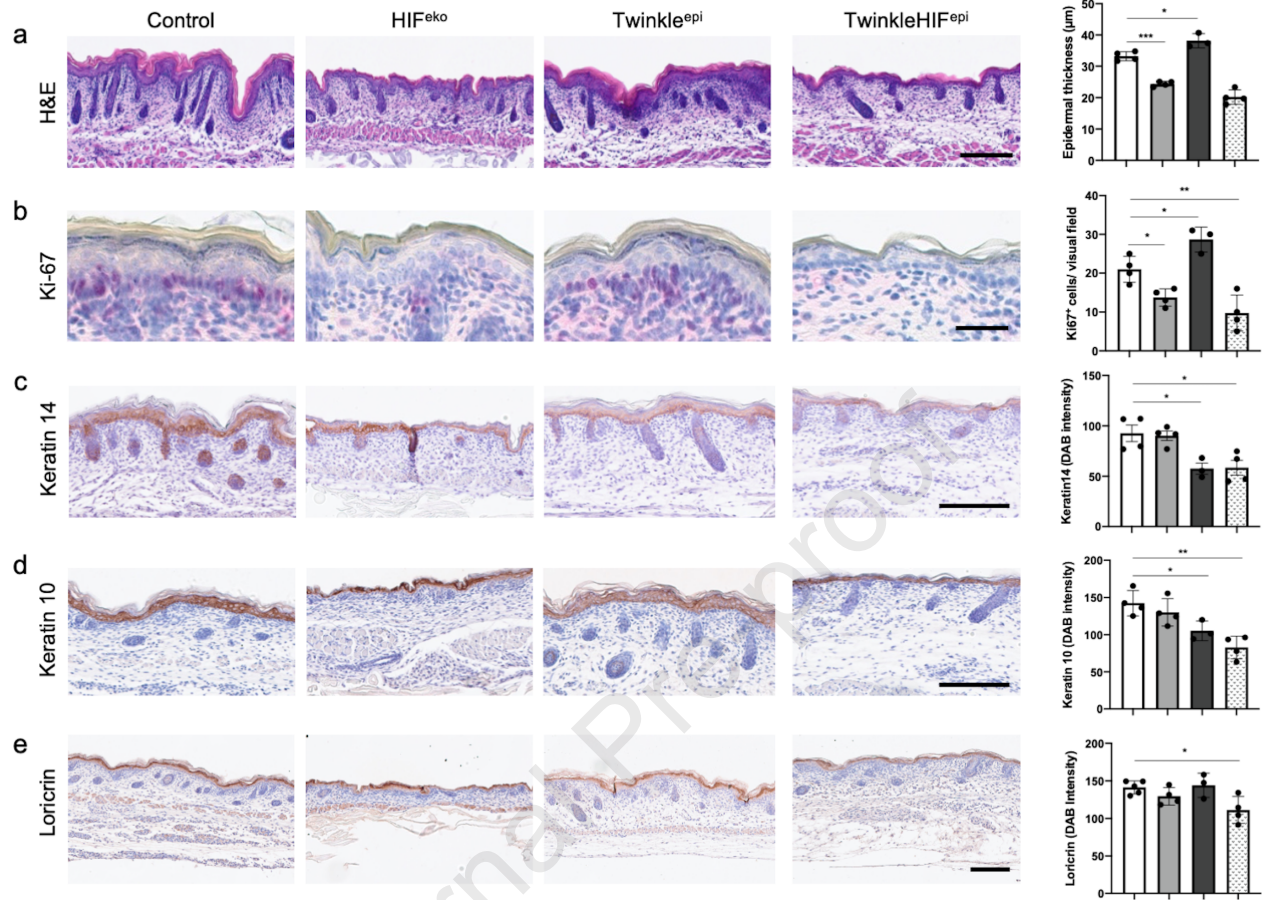 Control HIFeko Twinkleepi TwinkleHIFepi
a
H&E
Epidermal thickness (μm)
50
40
30
20
10
0
*
***
b
Ki-67
Ki67+ cells/ visual field
40
30
20
10
0
**
*
*
c
Keratin 14
Keratin14 (DAB intensity)
150
100
50
0
*
*
d
Keratin 10
Keratin 10 (DAB intensity)
200
150
100
50
0
**
*
e
Loricrin
Loricrin (DAB Intensity)
200
150
100
50
0
*
rnal Pre-proof